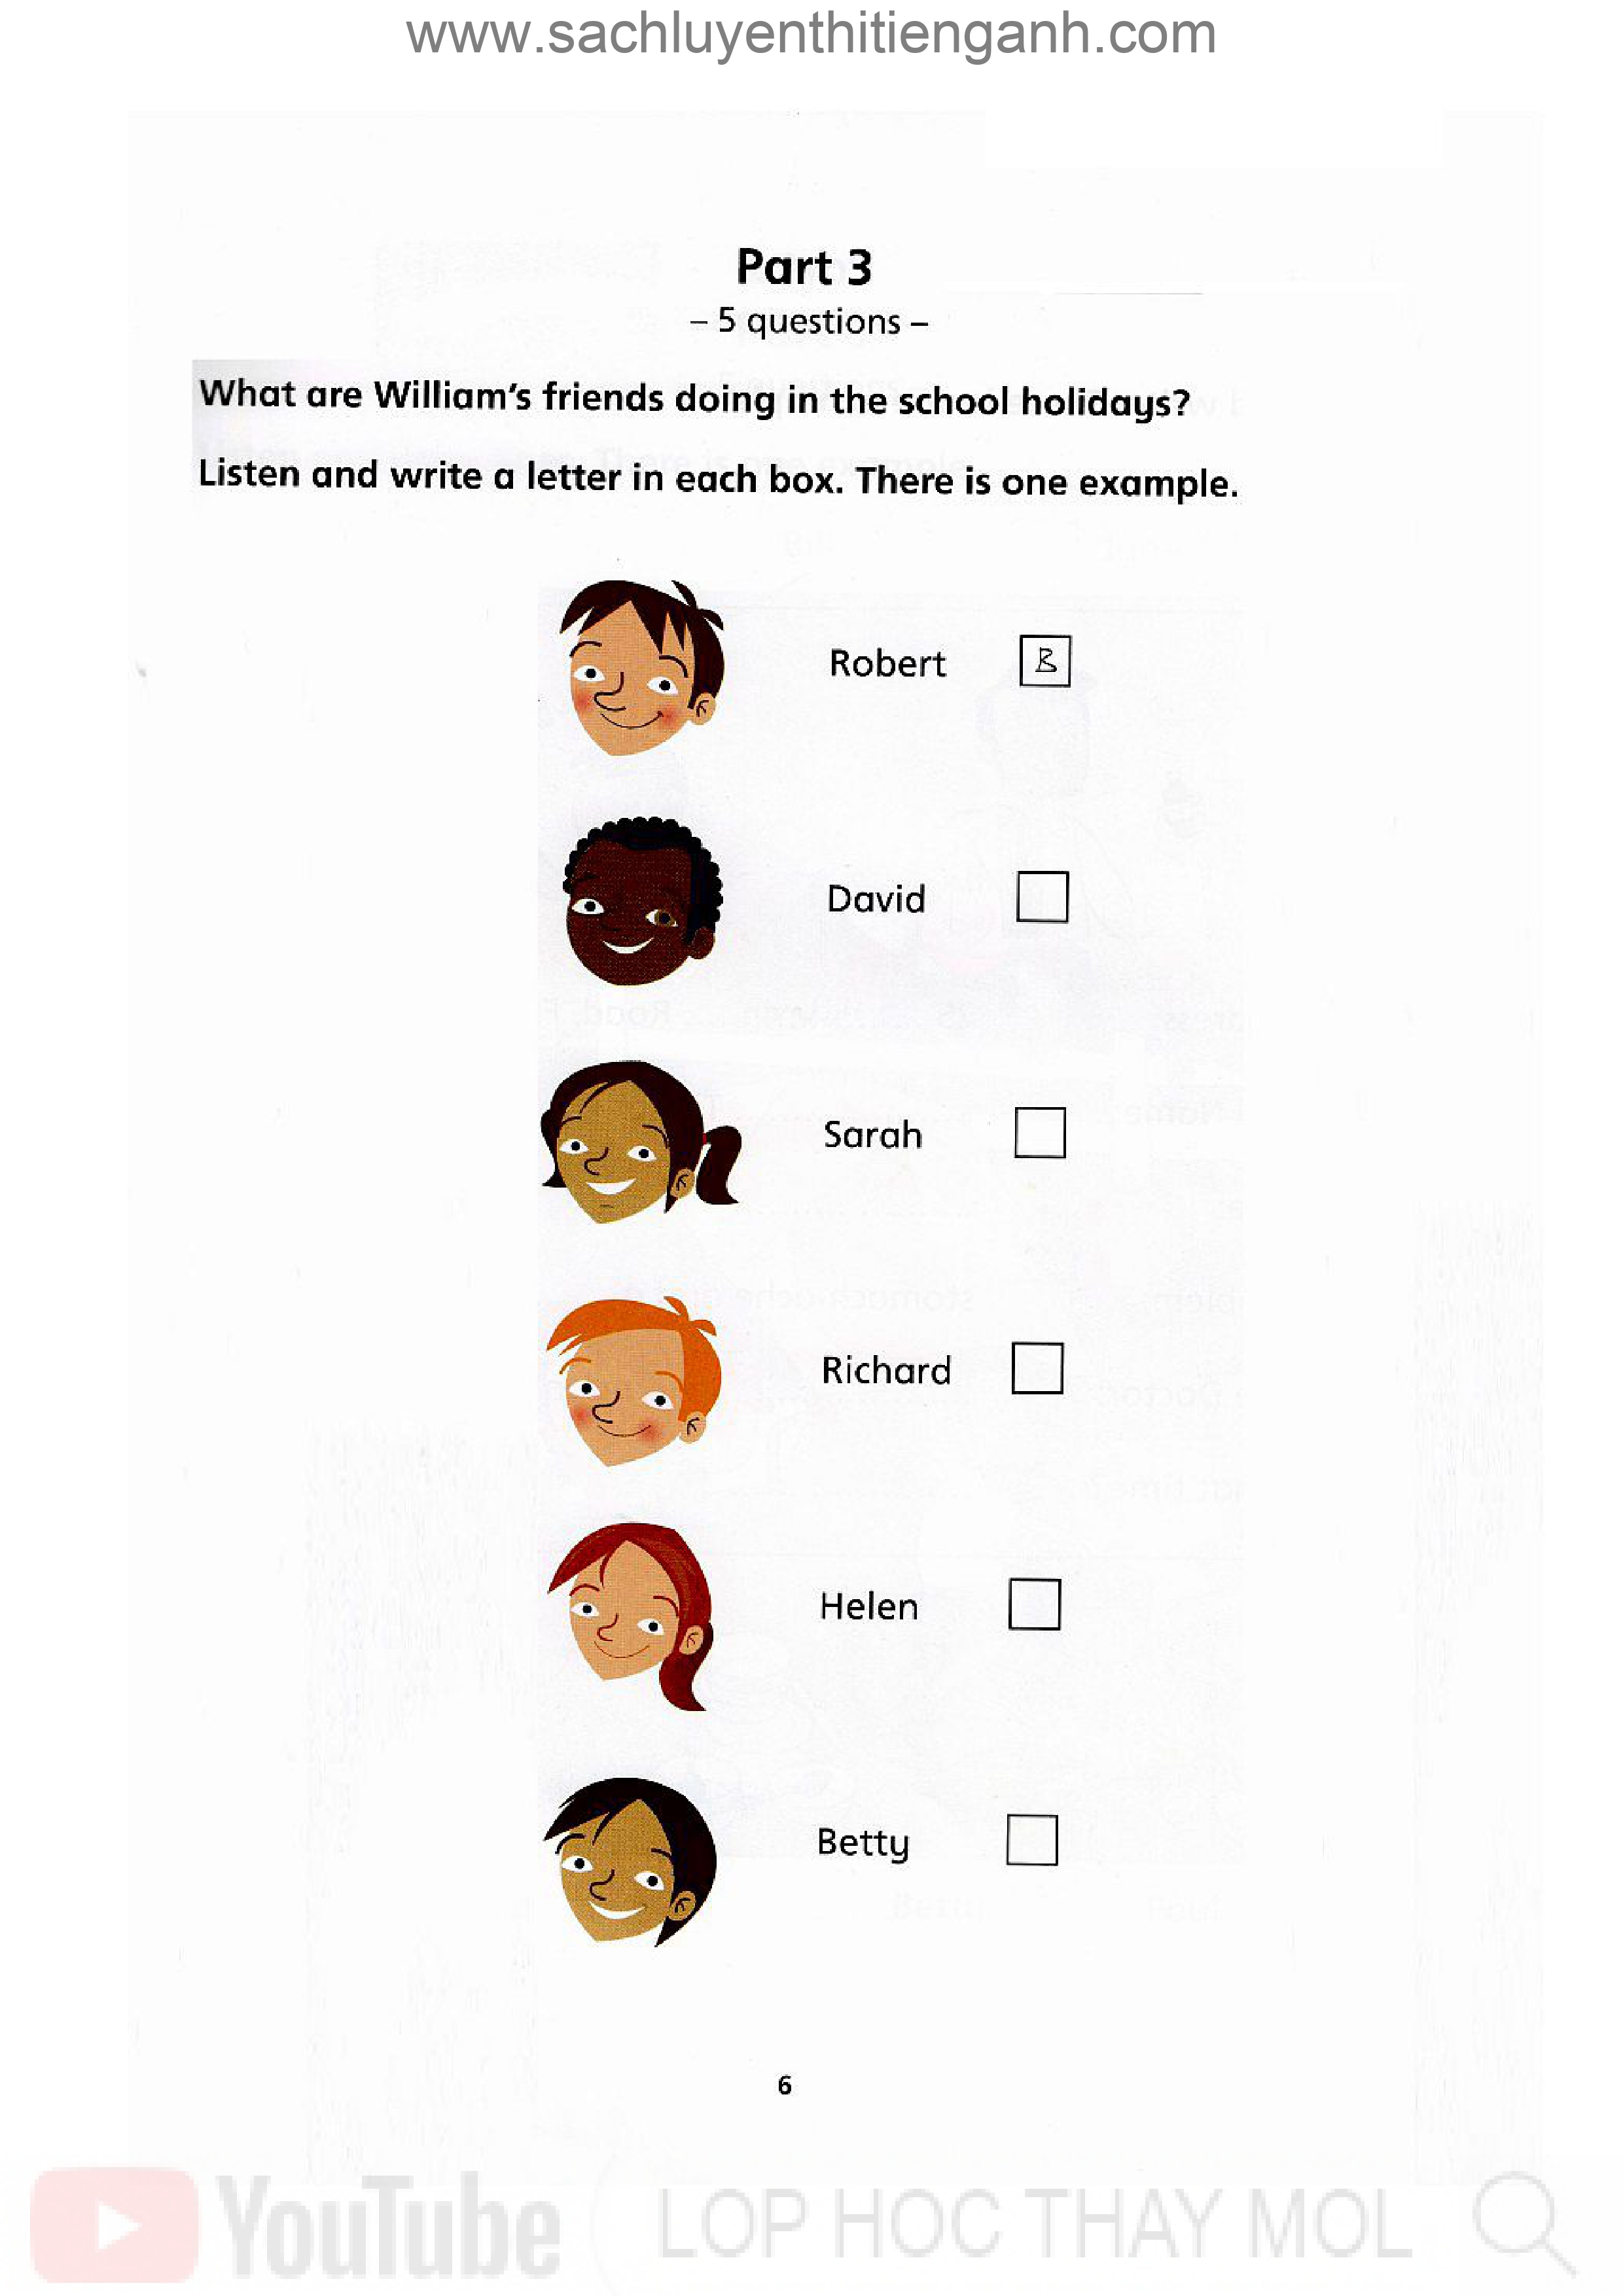 www.sachluyenthitienganh.com
Part 3
– 5 questions –
What are William's friends doing in the school holidays?
Listen and write a letter in each box. There is one example.
Robert B
David
Sarah
Richard
Helen
Betty
6
YouTube LOP HOC THAY MOL